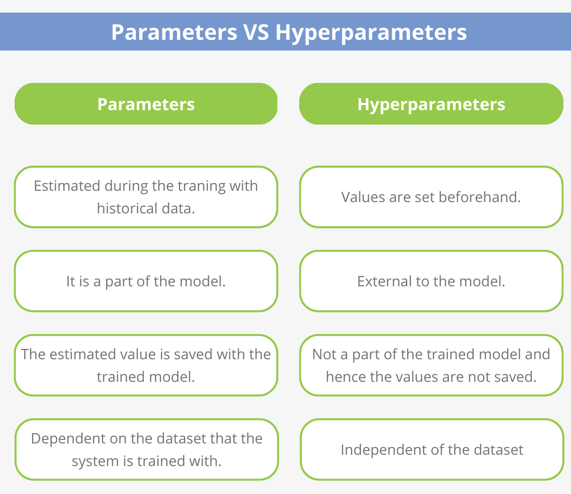 Parameters VS Hyperparameters
Parameters
Hyperparameters
Estimated during the traning with
historical data.
Values are set beforehand.
It is a part of the model.
External to the model.
The estimated value is saved with the
trained model.
Not a part of the trained model and
hence the values are not saved.
Dependent on the dataset that the
system is trained with.
Independent of the dataset